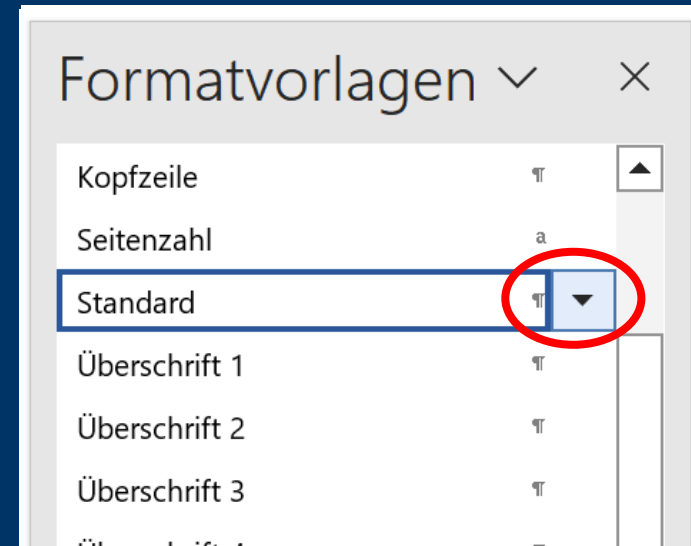 Formatvorlagen
Kopfzeile ¶
Seitenzahl a
Standard ¶
Überschrift 1 ¶
Überschrift 2 ¶
Überschrift 3 ¶